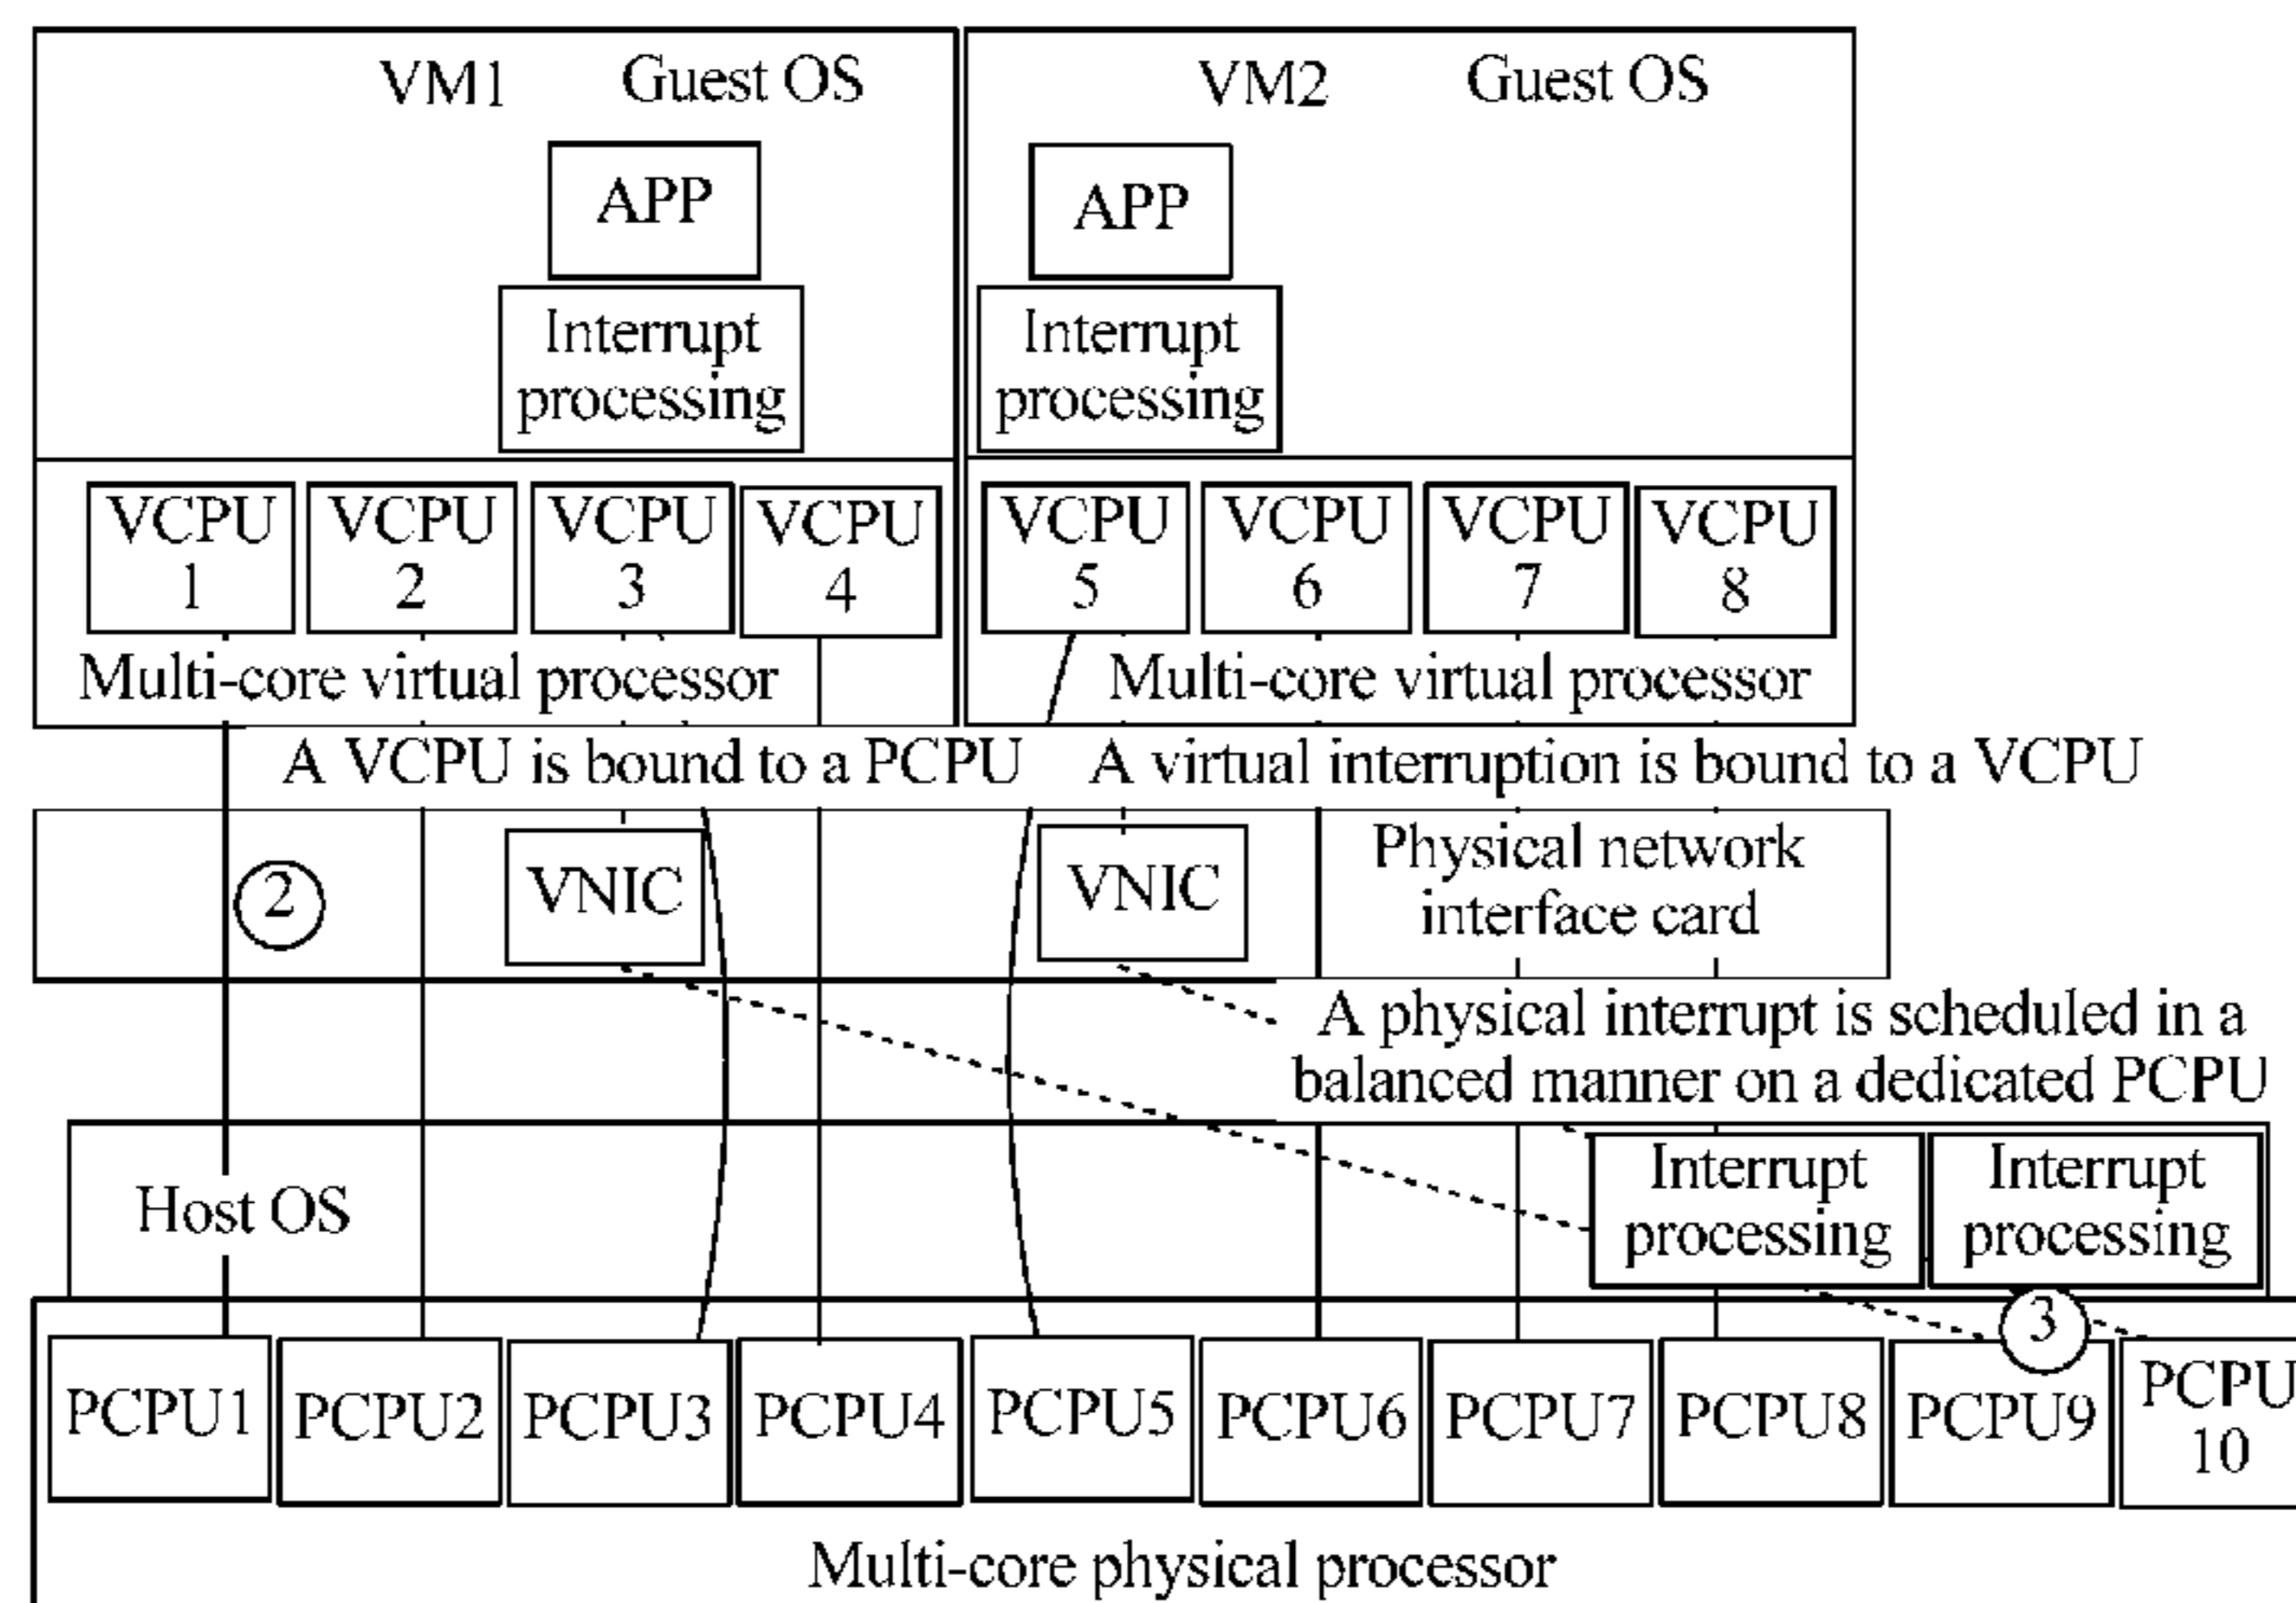 VM1 Guest OS
VM2 Guest OS
APP
APP
Interrupt
processing
Interrupt
processing
VCPU
1
VCPU
2
VCPU
3
VCPU
4
VCPU
5
VCPU
6
VCPU
7
VCPU
8
Multi-core virtual processor
Multi-core virtual processor
A VCPU is bound to a PCPU
A virtual interruption is bound to a VCPU
2
VNIC
VNIC
Physical network
interface card
A physical interrupt is scheduled in a
balanced manner on a dedicated PCPU
Host OS
Interrupt
processing
Interrupt
processing
3
PCPU1
PCPU2
PCPU3
PCPU4
PCPU5
PCPU6
PCPU7
PCPU8
PCPU9
PCPU
10
Multi-core physical processor